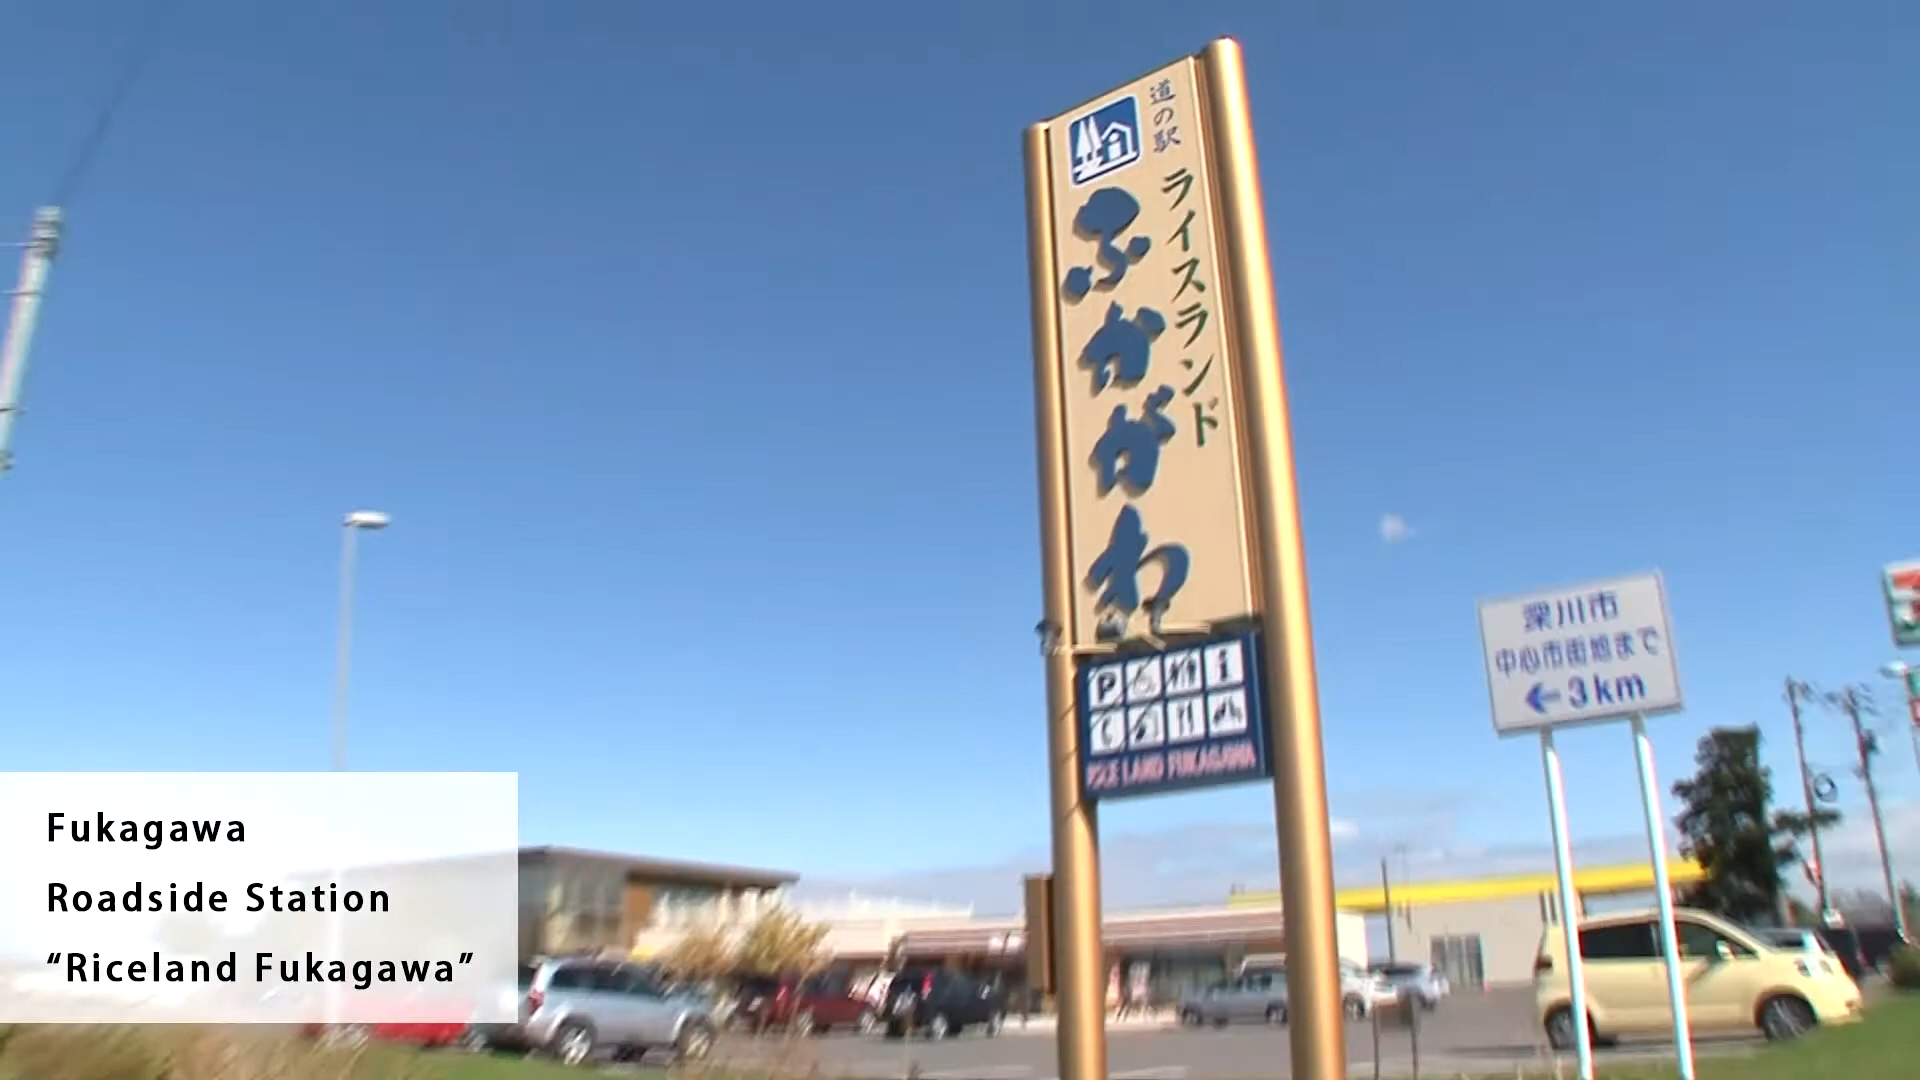 道の駅
ライスランド
ふかがわ
P
i
RICE LAND FUKAGAWA
深川市
中心市街地まで
←3km
7
Fukagawa
Roadside Station
“Riceland Fukagawa”